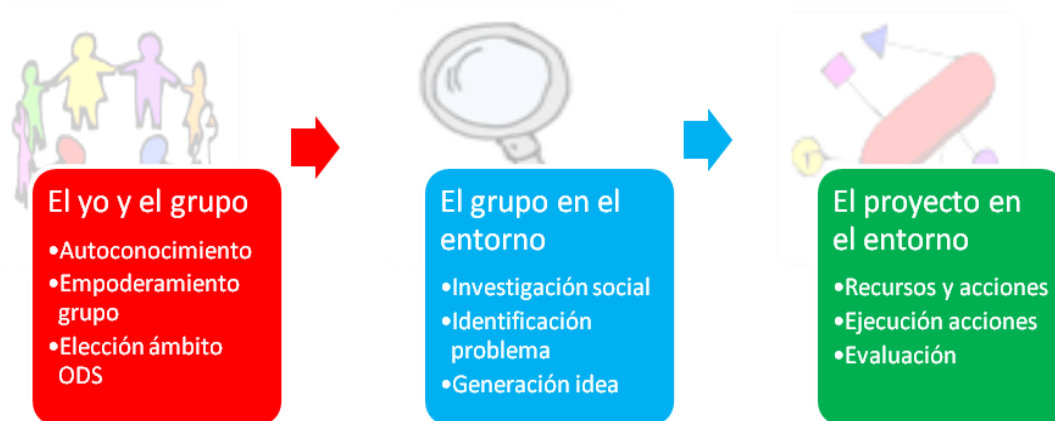 El yo y el grupo
•Autoconocimiento
•Empoderamiento
grupo
•Elección ámbito
ODS
El grupo en el
entorno
•Investigación social
•Identificación
problema
•Generación idea
El proyecto en
el entorno
•Recursos y acciones
•Ejecución acciones
•Evaluación